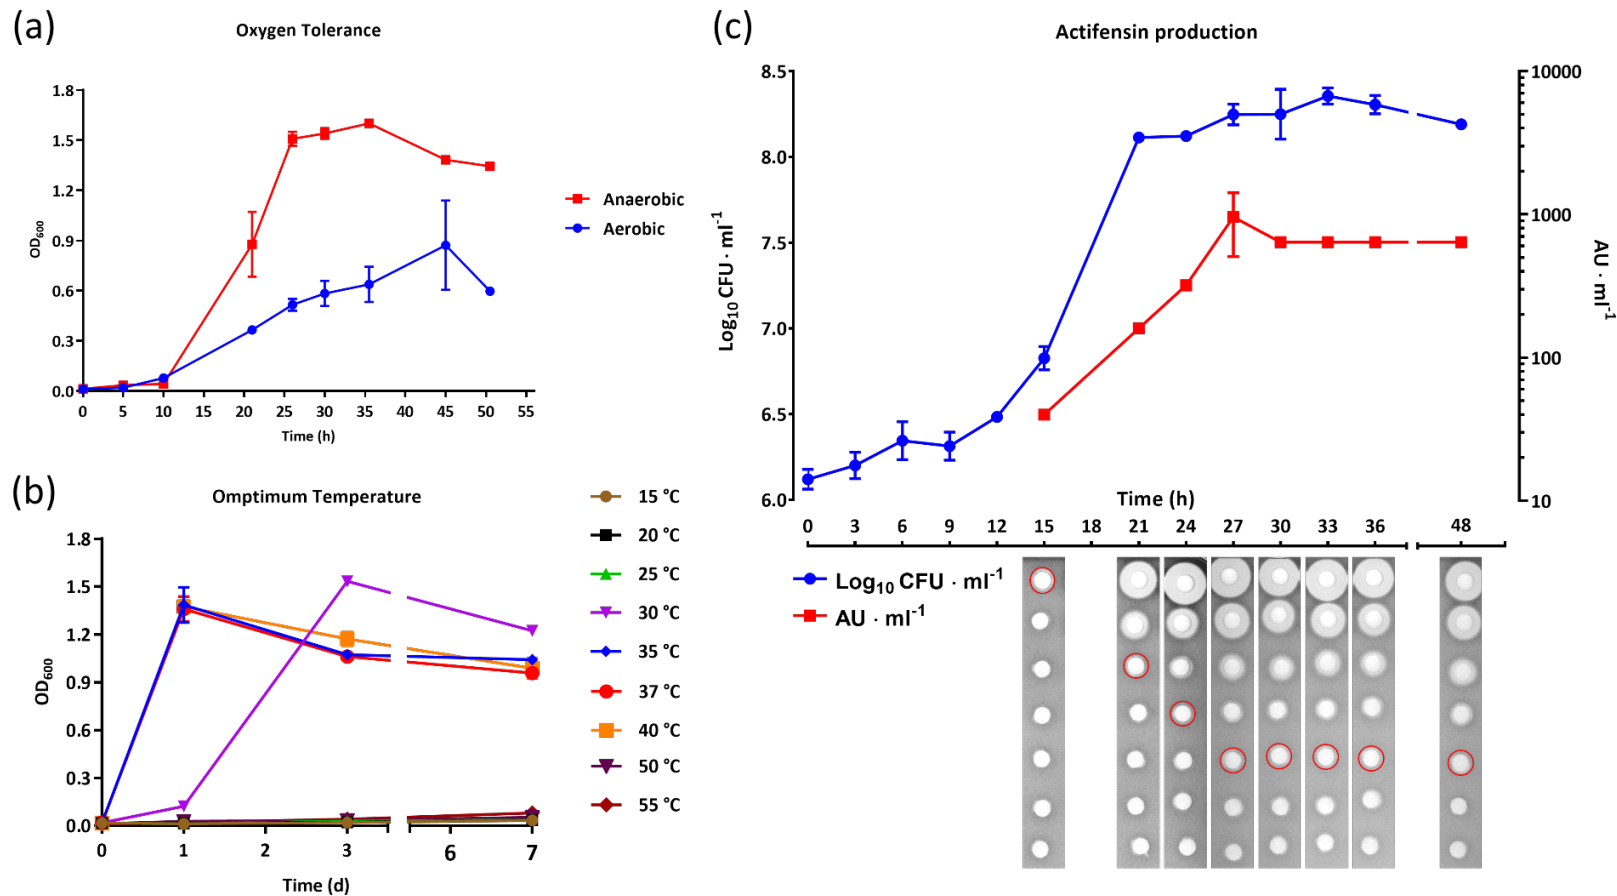 (a)
Oxygen Tolerance
1.8
1.5
1.2
0.9
0.6
0.3
0.0
OD600
0 5 10 15 20 25 30 35 40 45 50 55
Time (h)
Anaerobic
Aerobic
(b)
Omptimum Temperature
1.8
1.5
1.2
0.9
0.6
0.3
0.0
OD600
0 1 2 3 6 7
Time (d)
15 °C
20 °C
25 °C
30 °C
35 °C
37 °C
40 °C
50 °C
55 °C
(c)
Actifensin production
8.5
8.0
7.5
7.0
6.5
6.0
Log10 CFU · ml-1
10000
1000
100
10
AU · ml-1
Time (h)
0 3 6 9 12 15 18 21 24 27 30 33 36 48
Log10 CFU · ml-1
AU · ml-1